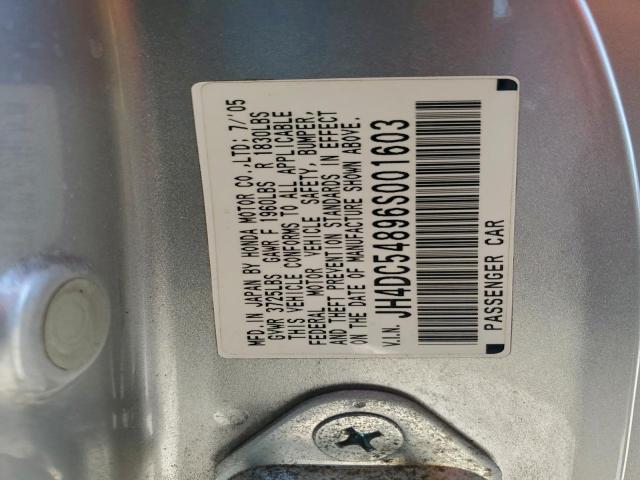 MFD. IN JAPAN BY HONDA MOTOR CO.,LTD; 7/'05
GVWR 3725LBS GAWR F 1960LBS R 1830LBS
THIS VEHICLE CONFORMS TO ALL APPLICABLE
FEDERAL MOTOR VEHICLE SAFETY, BUMPER,
AND THEFT PREVENTION STANDARDS IN EFFECT
ON THE DATE OF MANUFACTURE SHOWN ABOVE.
V.I.N. JH4DC54896S001603
PASSENGER CAR